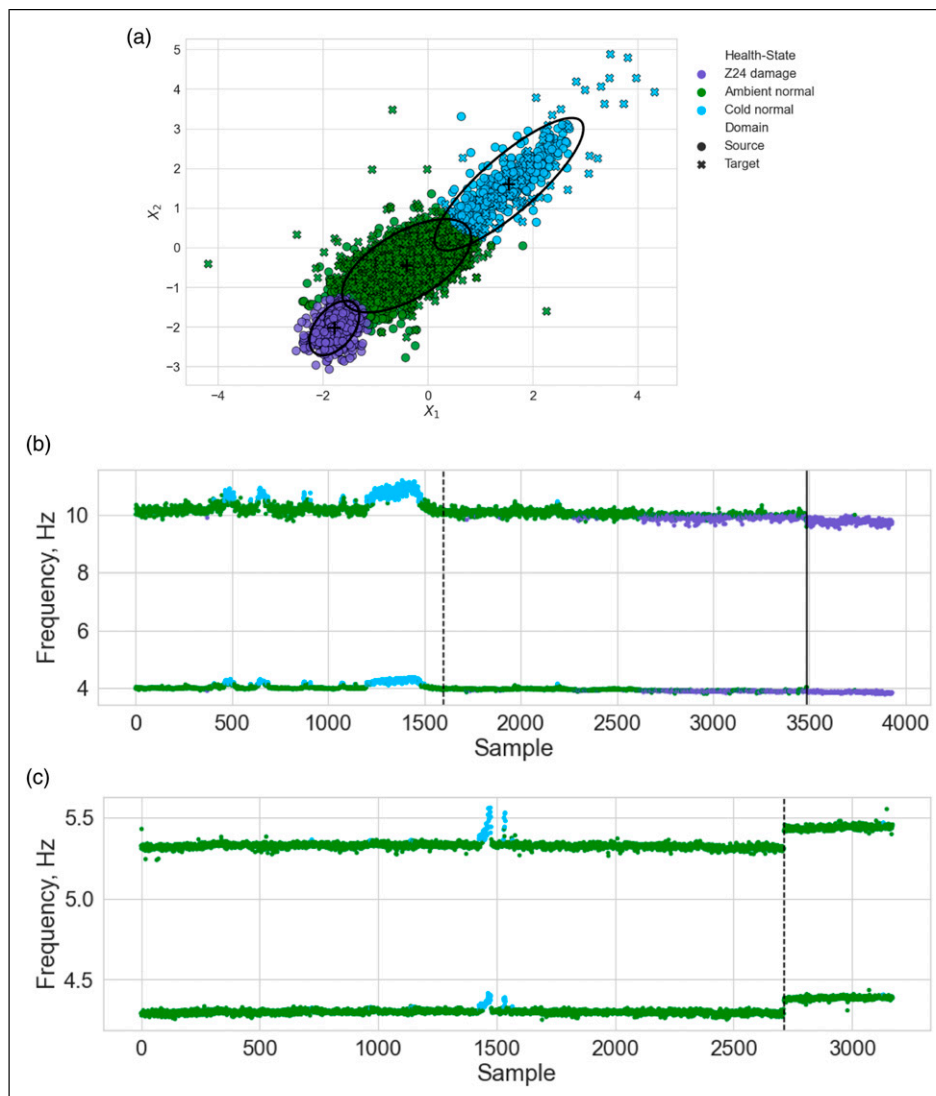 (a)
5
4
3
2
1
0
−1
−2
−3
X2
−4
−2
0
2
4
X1
Health-State
Z24 damage
Ambient normal
Cold normal
Domain
Source
Target
(b)
10
8
6
4
Frequency, Hz
0
500
1000
1500
2000
2500
3000
3500
4000
Sample
(c)
5.5
5.0
4.5
Frequency, Hz
0
500
1000
1500
2000
2500
3000
Sample